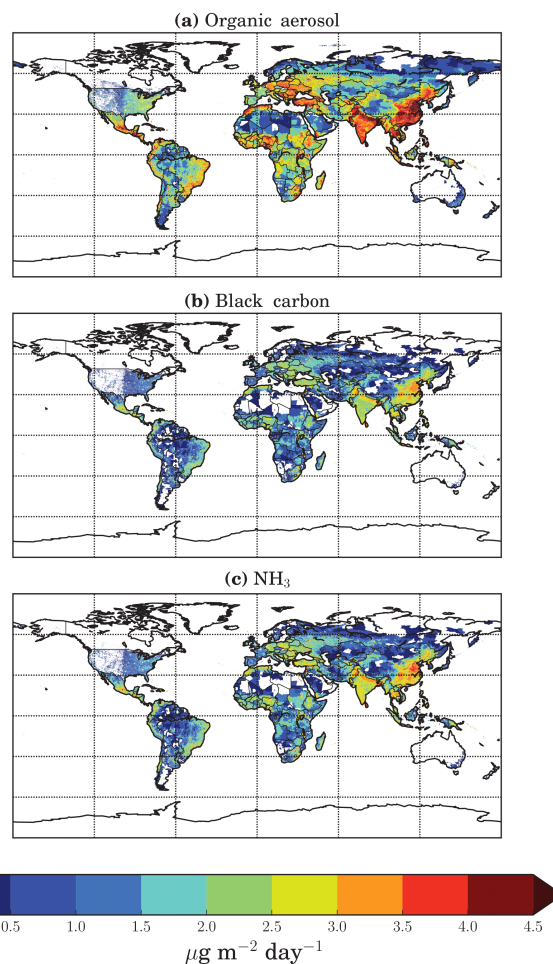 (a) Organic aerosol
(b) Black carbon
(c) NH₃
0.5 1.0 1.5 2.0 2.5 3.0 3.5 4.0 4.5
μg m⁻² day⁻¹